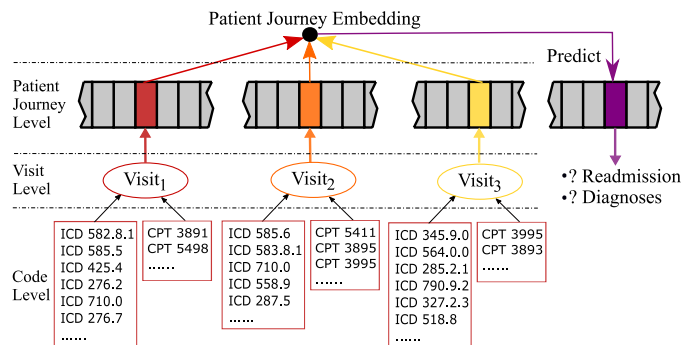 Patient Journey Embedding
Predict
Patient
Journey
Level
Visit
Level
Visit1
Visit2
Visit3
•? Readmission
•? Diagnoses
Code
Level
ICD 582.8.1
ICD 585.5
ICD 425.4
ICD 276.2
ICD 710.0
ICD 276.7
......
CPT 3891
CPT 5498
......
ICD 585.6
ICD 583.8.1
ICD 710.0
ICD 558.9
ICD 287.5
......
CPT 5411
CPT 3895
CPT 3995
......
ICD 345.9.0
ICD 564.0.0
ICD 285.2.1
ICD 790.9.2
ICD 327.2.3
ICD 518.8
......
CPT 3995
CPT 3893
......